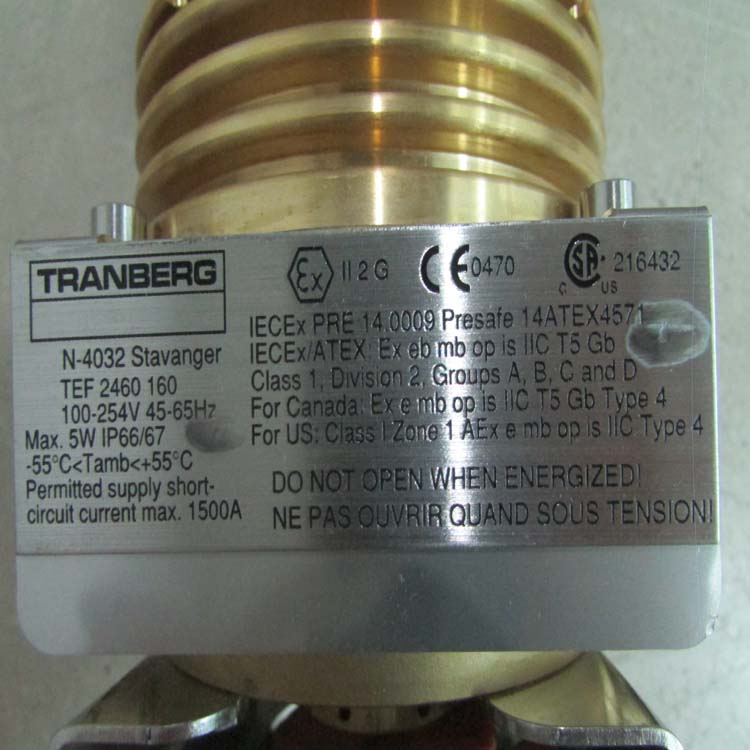 TRANBERG
N-4032 Stavanger
TEF 2460 160
100-254V 45-65Hz
Max. 5W IP66/67
-55°C<Tamb<+55°C
Permitted supply short-
circuit current max. 1500A
Ex II 2 G CE 0470 C SA US 216432
IECEx PRE 14.0009 Presafe 14ATEX4571
IECEx/ATEX: Ex eb mb op is IIC T5 Gb
Class 1, Division 2, Groups A, B, C and D
For Canada: Ex e mb op is IIC T5 Gb Type 4
For US: Class I Zone 1 AEx e mb op is IIC Type 4
DO NOT OPEN WHEN ENERGIZED!
NE PAS OUVRIR QUAND SOUS TENSION!